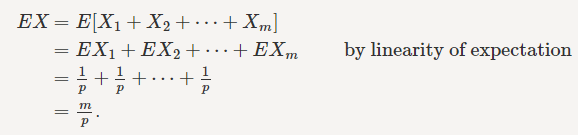 EX = E[X₁ + X₂ + ⋯ + Xₘ]
= EX₁ + EX₂ + ⋯ + EXₘ by linearity of expectation
= 1/p + 1/p + ⋯ + 1/p
= m/p.